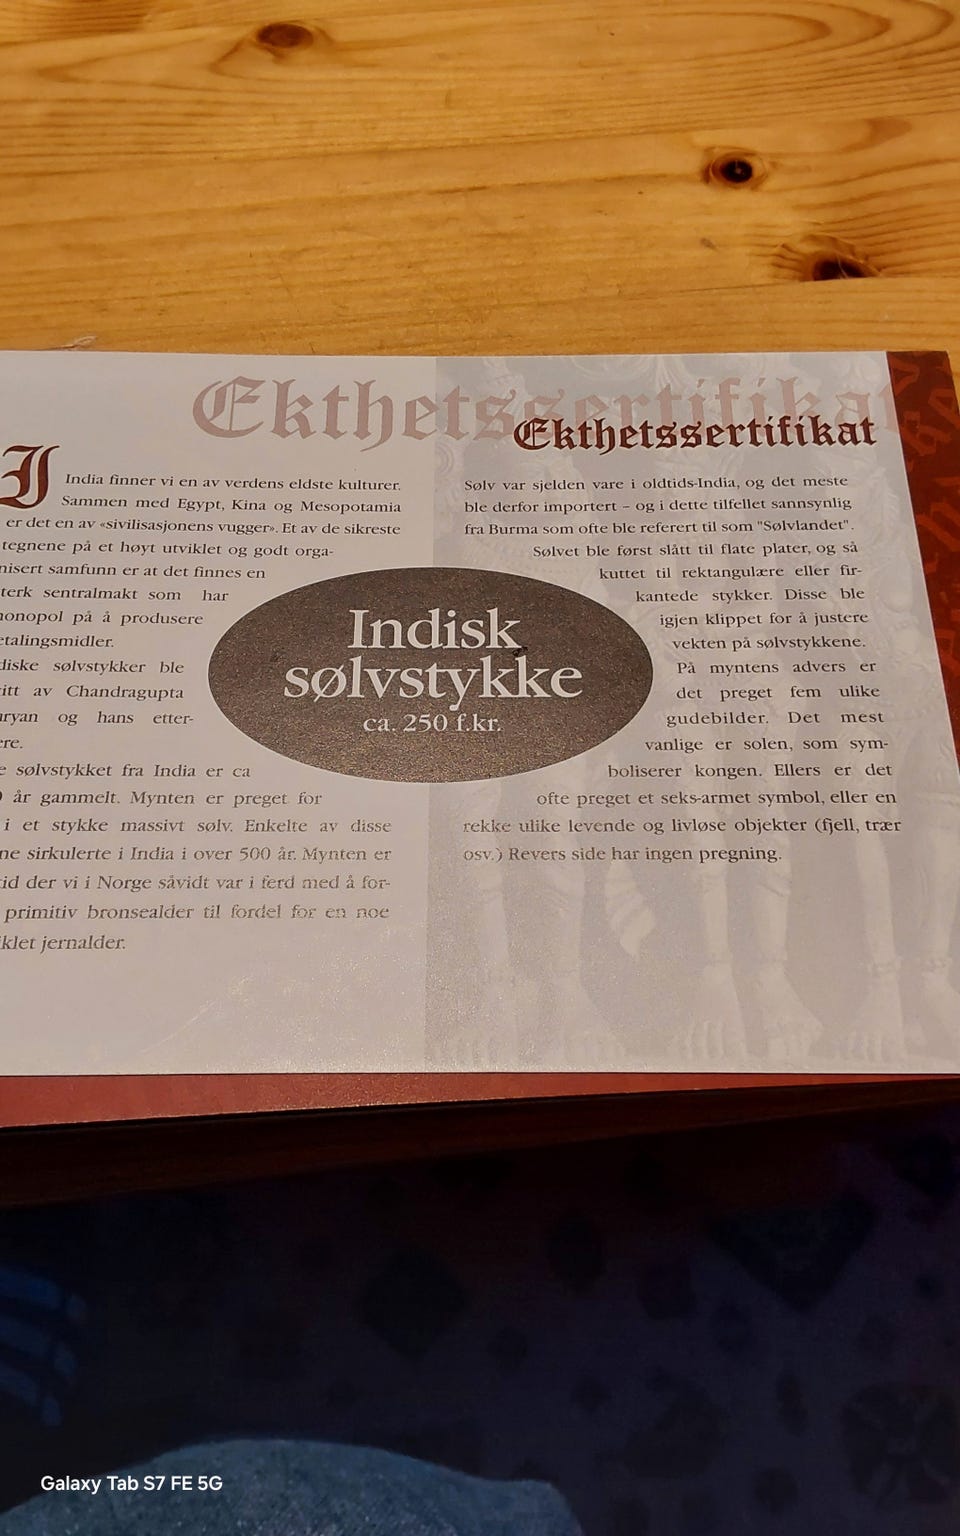 Ekthetssertifikat
Ekthetssertifikat
I India finner vi en av verdens eldste kulturer.
Sammen med Egypt, Kina og Mesopotamia
er det en av «sivilisasjonens vugger». Et av de sikreste
tegnene på et høyt utviklet og godt orga-
nisert samfunn er at det finnes en
terk sentralmakt som har
monopol på å produsere
etalingsmidler.
diske sølvstykker ble
itt av Chandragupta
uryan og hans etter-
ere.
e sølvstykket fra India er ca
0 år gammelt. Mynten er preget for
i et stykke massivt sølv. Enkelte av disse
ne sirkulerte i India i over 500 år. Mynten er
tid der vi i Norge såvidt var i ferd med å for-
primitiv bronsealder til fordel for en noe
iklet jernalder.
Indisk
sølvstykke
ca. 250 f.kr.
Sølv var sjelden vare i oldtids-India, og det meste
ble derfor importert – og i dette tilfellet sannsynlig
fra Burma som ofte ble referert til som "Sølvlandet".
Sølvet ble først slått til flate plater, og så
kuttet til rektangulære eller fir-
kantede stykker. Disse ble
igjen klippet for å justere
vekten på sølvstykkene.
På myntens advers er
det preget fem ulike
gudebilder. Det mest
vanlige er solen, som sym-
boliserer kongen. Ellers er det
ofte preget et seks-armet symbol, eller en
rekke ulike levende og livløse objekter (fjell, trær
osv.) Revers side har ingen pregning.
Galaxy Tab S7 FE 5G